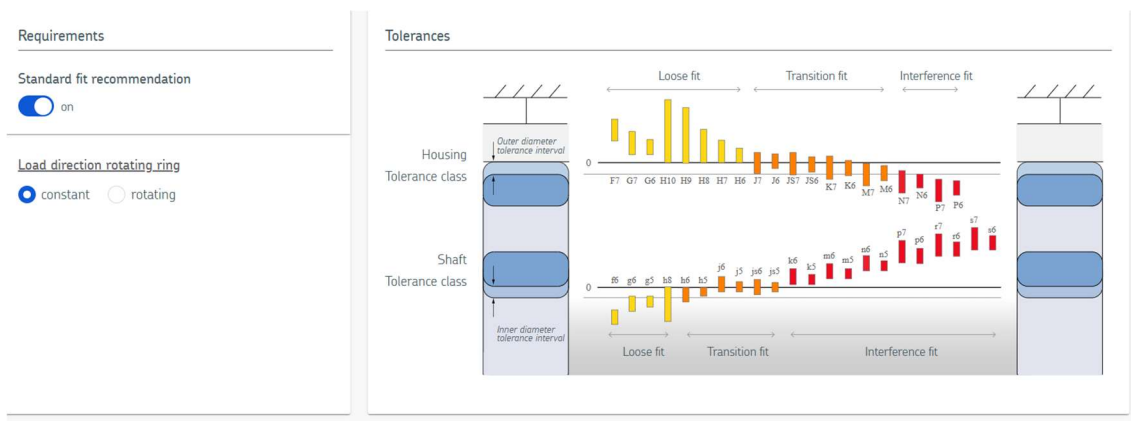 Requirements
Standard fit recommendation
on
Load direction rotating ring
constant
rotating
Tolerances
Loose fit
Transition fit
Interference fit
Outer diameter
tolerance interval
Housing
Tolerance class
0
F7 G7 G6 H10 H9 H8 H7 H6 J7 J6 JS7 JS6 K7 K6 M7 M6 N7 N6 P7 P6
Shaft
Tolerance class
0
f6 g6 g5 h8 h6 h5 j6 j5 js6 js5 k6 k5 m6 m5 n6 n5 p7 p6 r7 r6 s7 s6
Inner diameter
tolerance interval
Loose fit
Transition fit
Interference fit